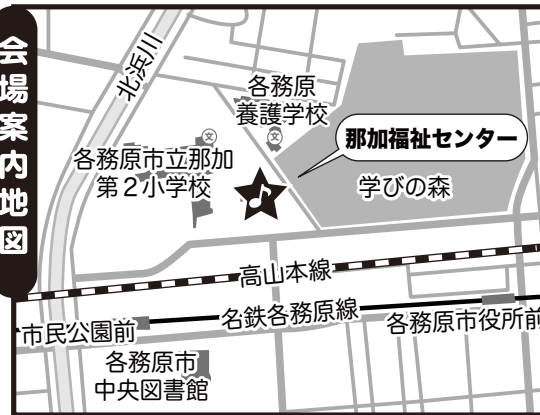 会場案内地図
北浜川
各務原
養護学校
文
那加福祉センター
各務原市立那加
第2小学校
文
学びの森
高山本線
名鉄各務原線
市民公園前
各務原市役所前
各務原市
中央図書館